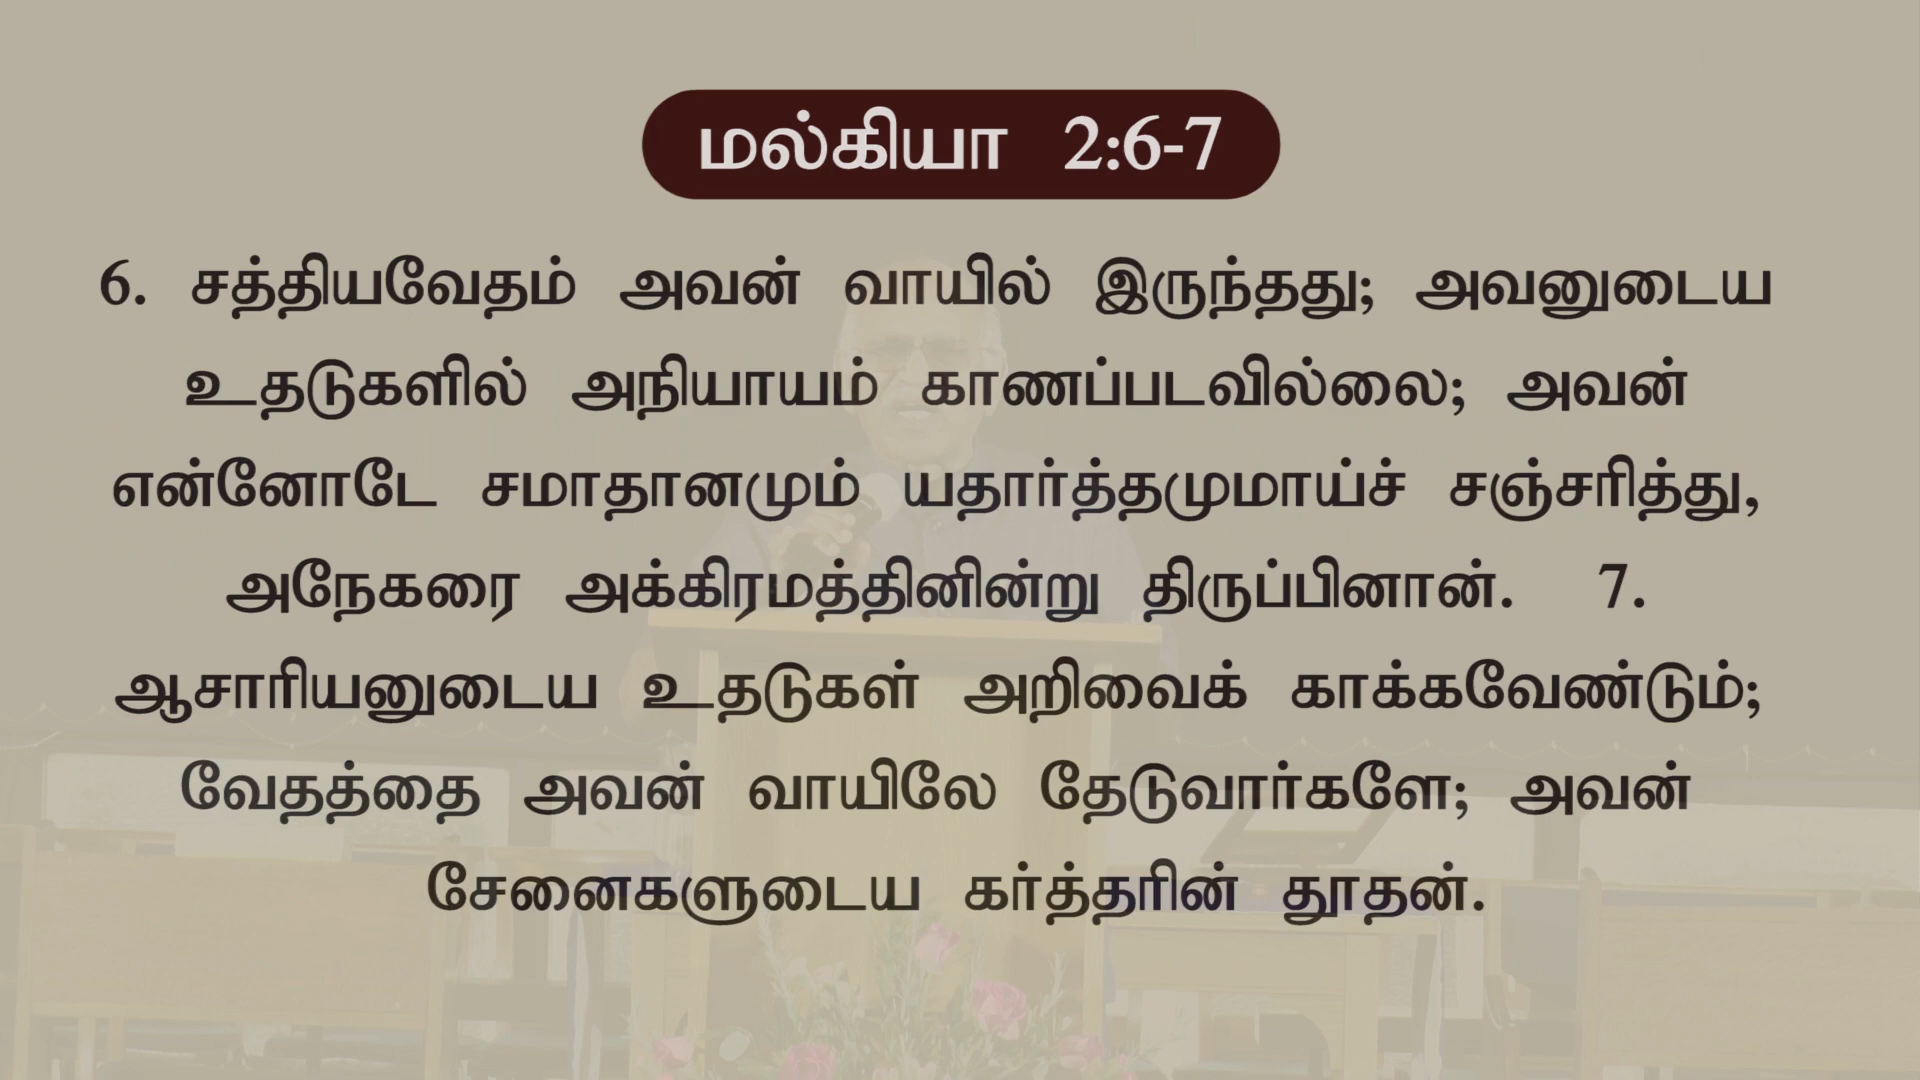 மல்கியா 2:6-7
6. சத்தியவேதம் அவன் வாயில் இருந்தது; அவனுடைய
உதடுகளில் அநியாயம் காணப்படவில்லை; அவன்
என்னோடே சமாதானமும் யதார்த்தமுமாய்ச் சஞ்சரித்து,
அநேகரை அக்கிரமத்தினின்று திருப்பினான். 7.
ஆசாரியனுடைய உதடுகள் அறிவைக் காக்கவேண்டும்;
வேதத்தை அவன் வாயிலே தேடுவார்களே; அவன்
சேனைகளுடைய கர்த்தரின் தூதன்.